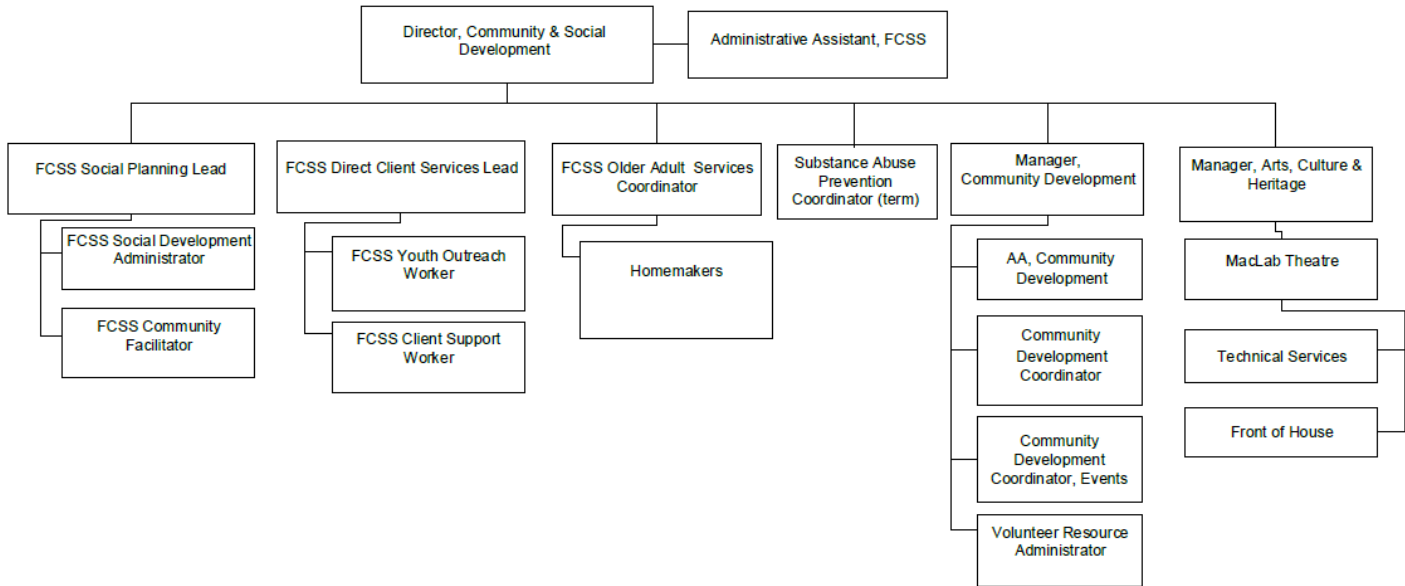 Director, Community & Social
Development
Administrative Assistant, FCSS
FCSS Social Planning Lead
FCSS Direct Client Services Lead
FCSS Older Adult Services
Coordinator
Substance Abuse
Prevention
Coordinator (term)
Manager,
Community Development
Manager, Arts, Culture &
Heritage
FCSS Social Development
Administrator
FCSS Community
Facilitator
FCSS Youth Outreach
Worker
FCSS Client Support
Worker
Homemakers
AA, Community
Development
Community
Development
Coordinator
Community
Development
Coordinator, Events
Volunteer Resource
Administrator
MacLab Theatre
Technical Services
Front of House